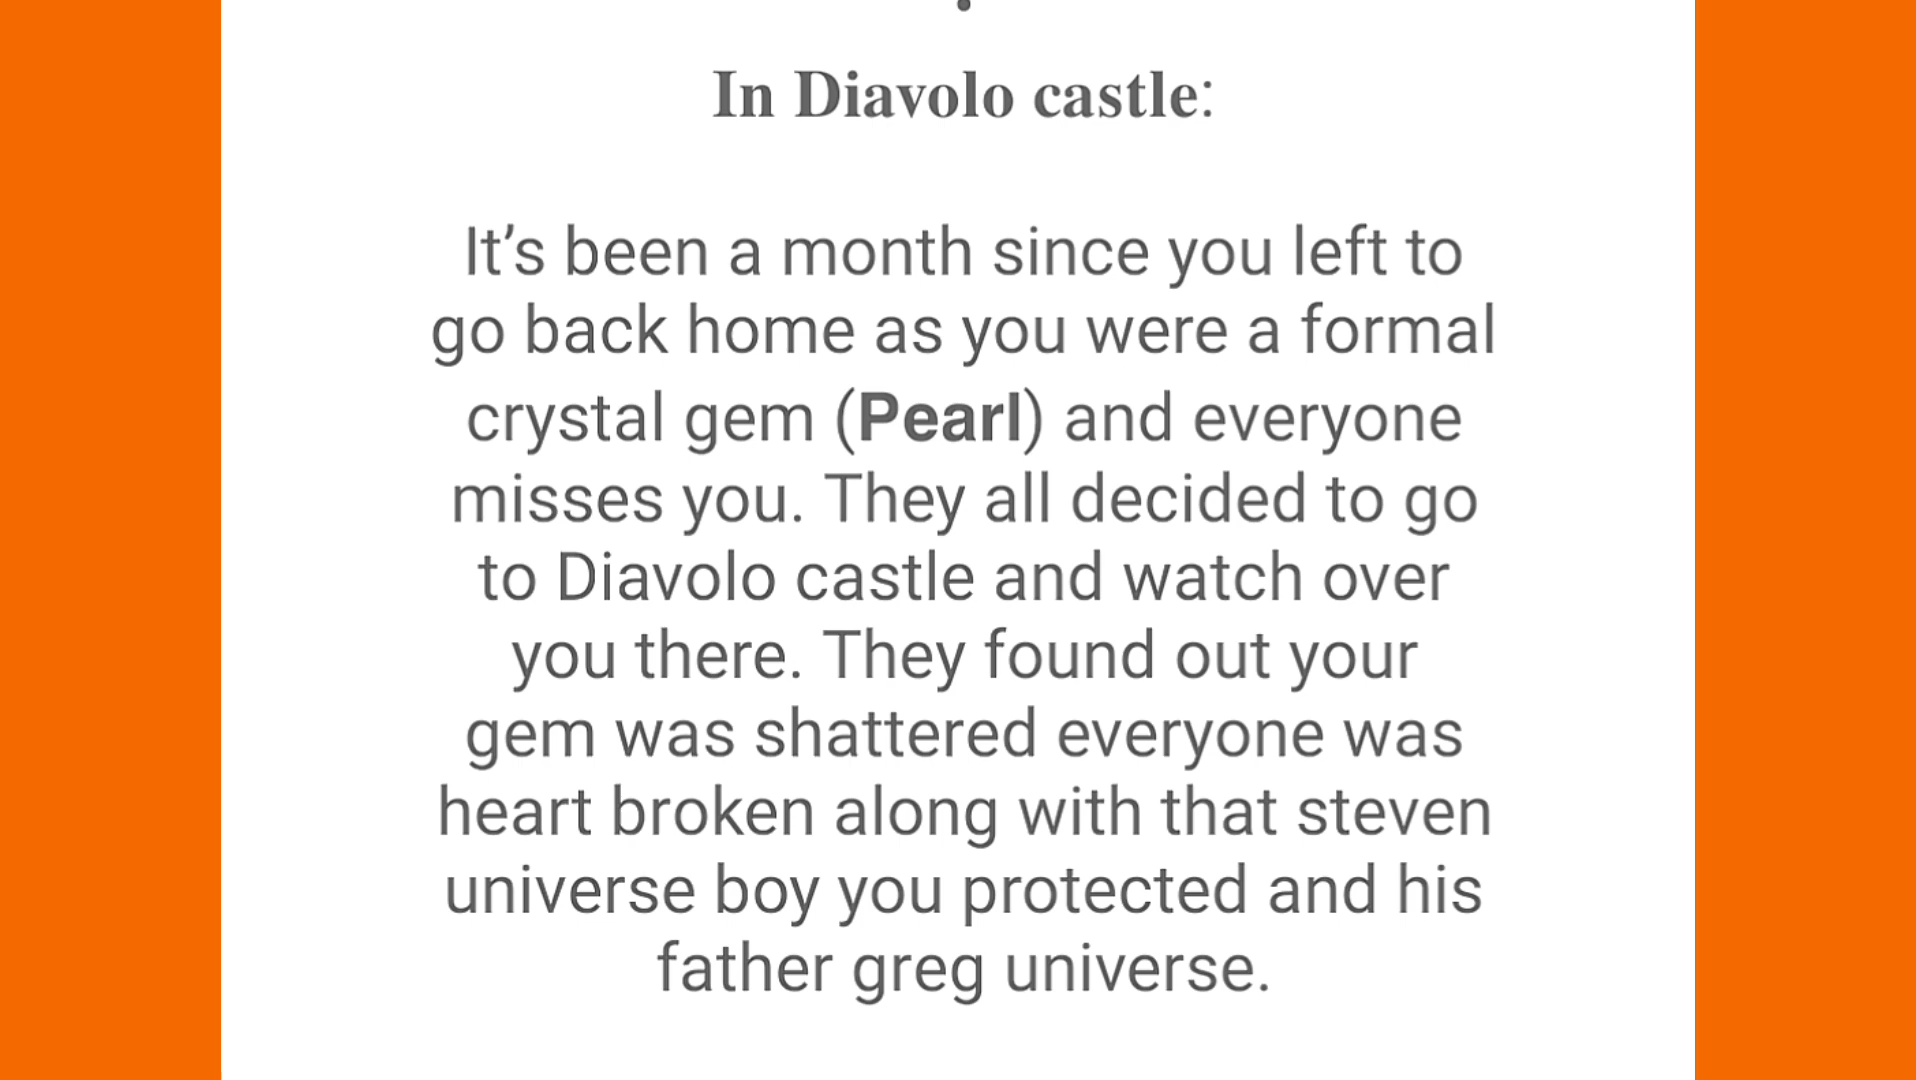 In Diavolo castle:
It’s been a month since you left to
go back home as you were a formal
crystal gem (Pearl) and everyone
misses you. They all decided to go
to Diavolo castle and watch over
you there. They found out your
gem was shattered everyone was
heart broken along with that steven
universe boy you protected and his
father greg universe.